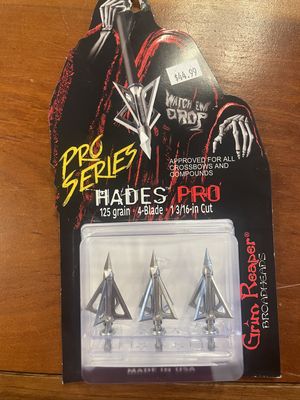 $44.99
WATCH 'EM
DROP
PRO
SERIES
APPROVED FOR ALL
CROSSBOWS AND
COMPOUNDS
HADES PRO
125 grain - 4-Blade - 1 3/16-in Cut
Grim Reaper®
BROADHEADS
MADE IN USA